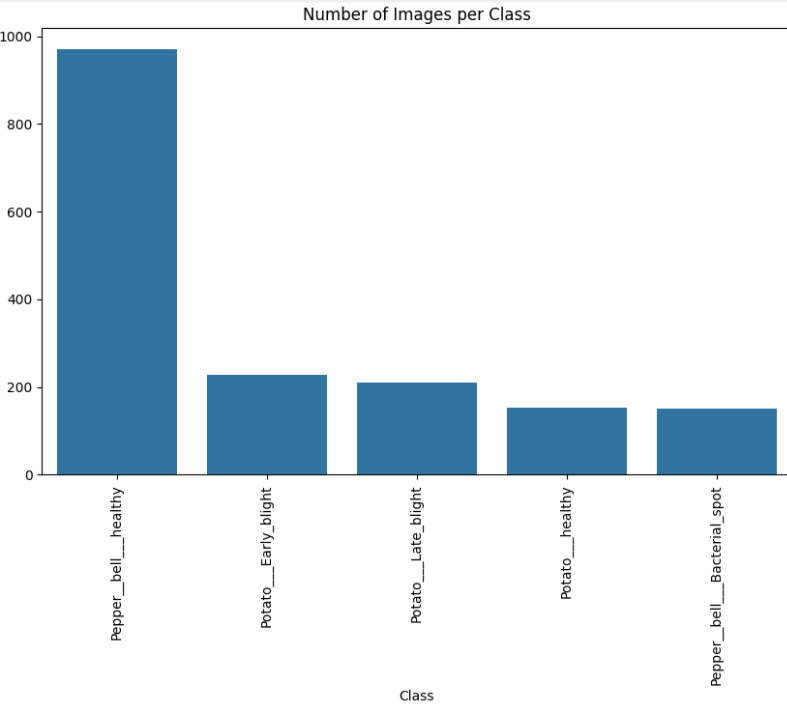 Number of Images per Class
1000
800
600
400
200
0
Pepper__bell___healthy
Potato___Early_blight
Potato___Late_blight
Potato___healthy
Pepper__bell___Bacterial_spot
Class